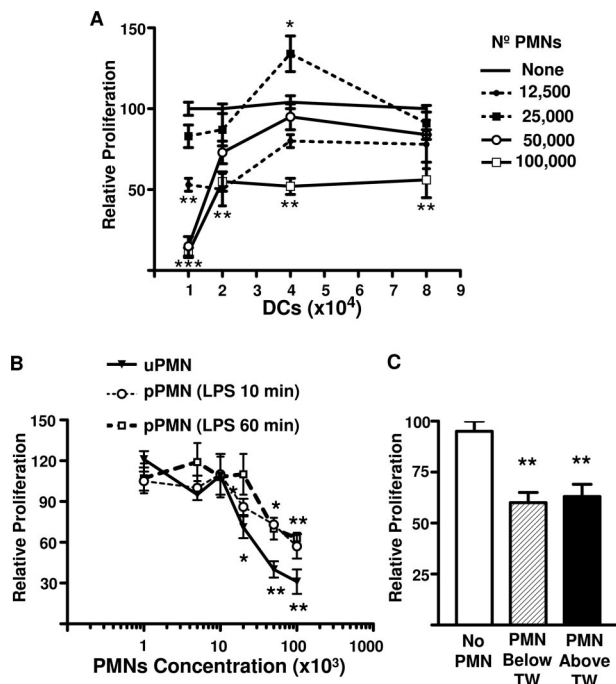 A
Relative Proliferation
150
100
50
*
**
**
**
**
***
1 2 3 4 5 6 7 8 9
DCs (x10⁴)
Nº PMNs
None
12,500
25,000
50,000
100,000
B
uPMN
pPMN (LPS 10 min)
pPMN (LPS 60 min)
Relative Proliferation
150
120
90
60
30
*
*
**
*
**
**
1 10 100 1000
PMNs Concentration (x10³)
C
Relative Proliferation
100
75
50
25
**
**
No PMN
PMN Below TW
PMN Above TW